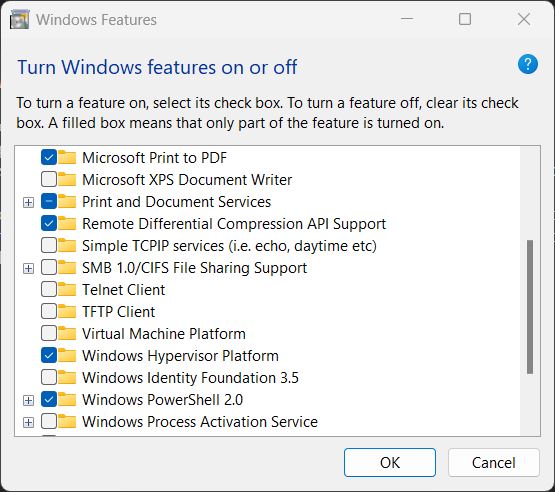 Windows Features
Turn Windows features on or off
?
To turn a feature on, select its check box. To turn a feature off, clear its check
box. A filled box means that only part of the feature is turned on.
Microsoft Print to PDF
Microsoft XPS Document Writer
Print and Document Services
Remote Differential Compression API Support
Simple TCPIP services (i.e. echo, daytime etc)
SMB 1.0/CIFS File Sharing Support
Telnet Client
TFTP Client
Virtual Machine Platform
Windows Hypervisor Platform
Windows Identity Foundation 3.5
Windows PowerShell 2.0
Windows Process Activation Service
OK Cancel